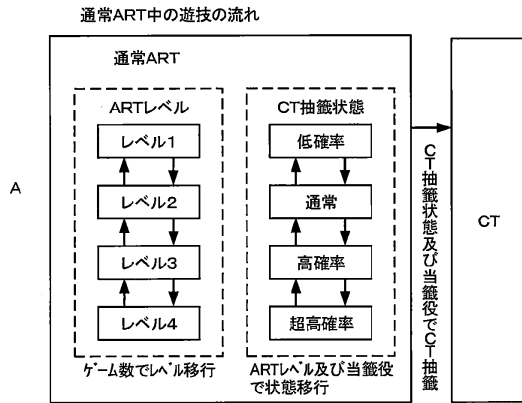 通常ART中の遊技の流れ
通常ART
ARTレベル
レベル1
レベル2
レベル3
レベル4
ゲーム数でレベル移行
CT抽籤状態
低確率
通常
高確率
超高確率
ARTレベル及び当籤役
で状態移行
CT抽籤状態及び当籤役でCT抽籤
CT
A